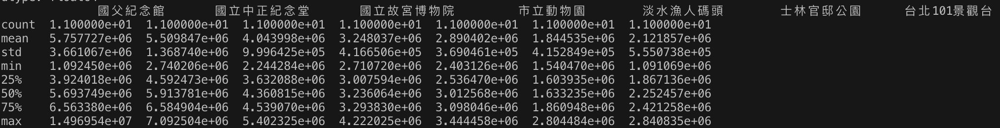 國父紀念館 國立中正紀念堂 國立故宮博物院 市立動物園 淡水漁人碼頭 士林官邸公園 台北101景觀台
count 1.100000e+01 1.100000e+01 1.100000e+01 1.100000e+01 1.100000e+01 1.100000e+01 1.100000e+01
mean 5.757727e+06 5.509847e+06 4.043998e+06 3.248037e+06 2.890402e+06 1.844535e+06 2.121857e+06
std 3.661067e+06 1.368740e+06 9.996425e+05 4.166506e+05 3.690461e+05 4.152849e+05 5.550738e+05
min 1.092450e+06 2.740206e+06 2.244284e+06 2.710720e+06 2.403126e+06 1.540470e+06 1.091069e+06
25% 3.924018e+06 4.592473e+06 3.632088e+06 3.007594e+06 2.536470e+06 1.603935e+06 1.867136e+06
50% 5.693749e+06 5.913781e+06 4.360815e+06 3.236064e+06 3.012568e+06 1.633235e+06 2.252457e+06
75% 6.563380e+06 6.584904e+06 4.539070e+06 3.293830e+06 3.098046e+06 1.860948e+06 2.421258e+06
max 1.496954e+07 7.092504e+06 5.402325e+06 4.222025e+06 3.444458e+06 2.804484e+06 2.840835e+06